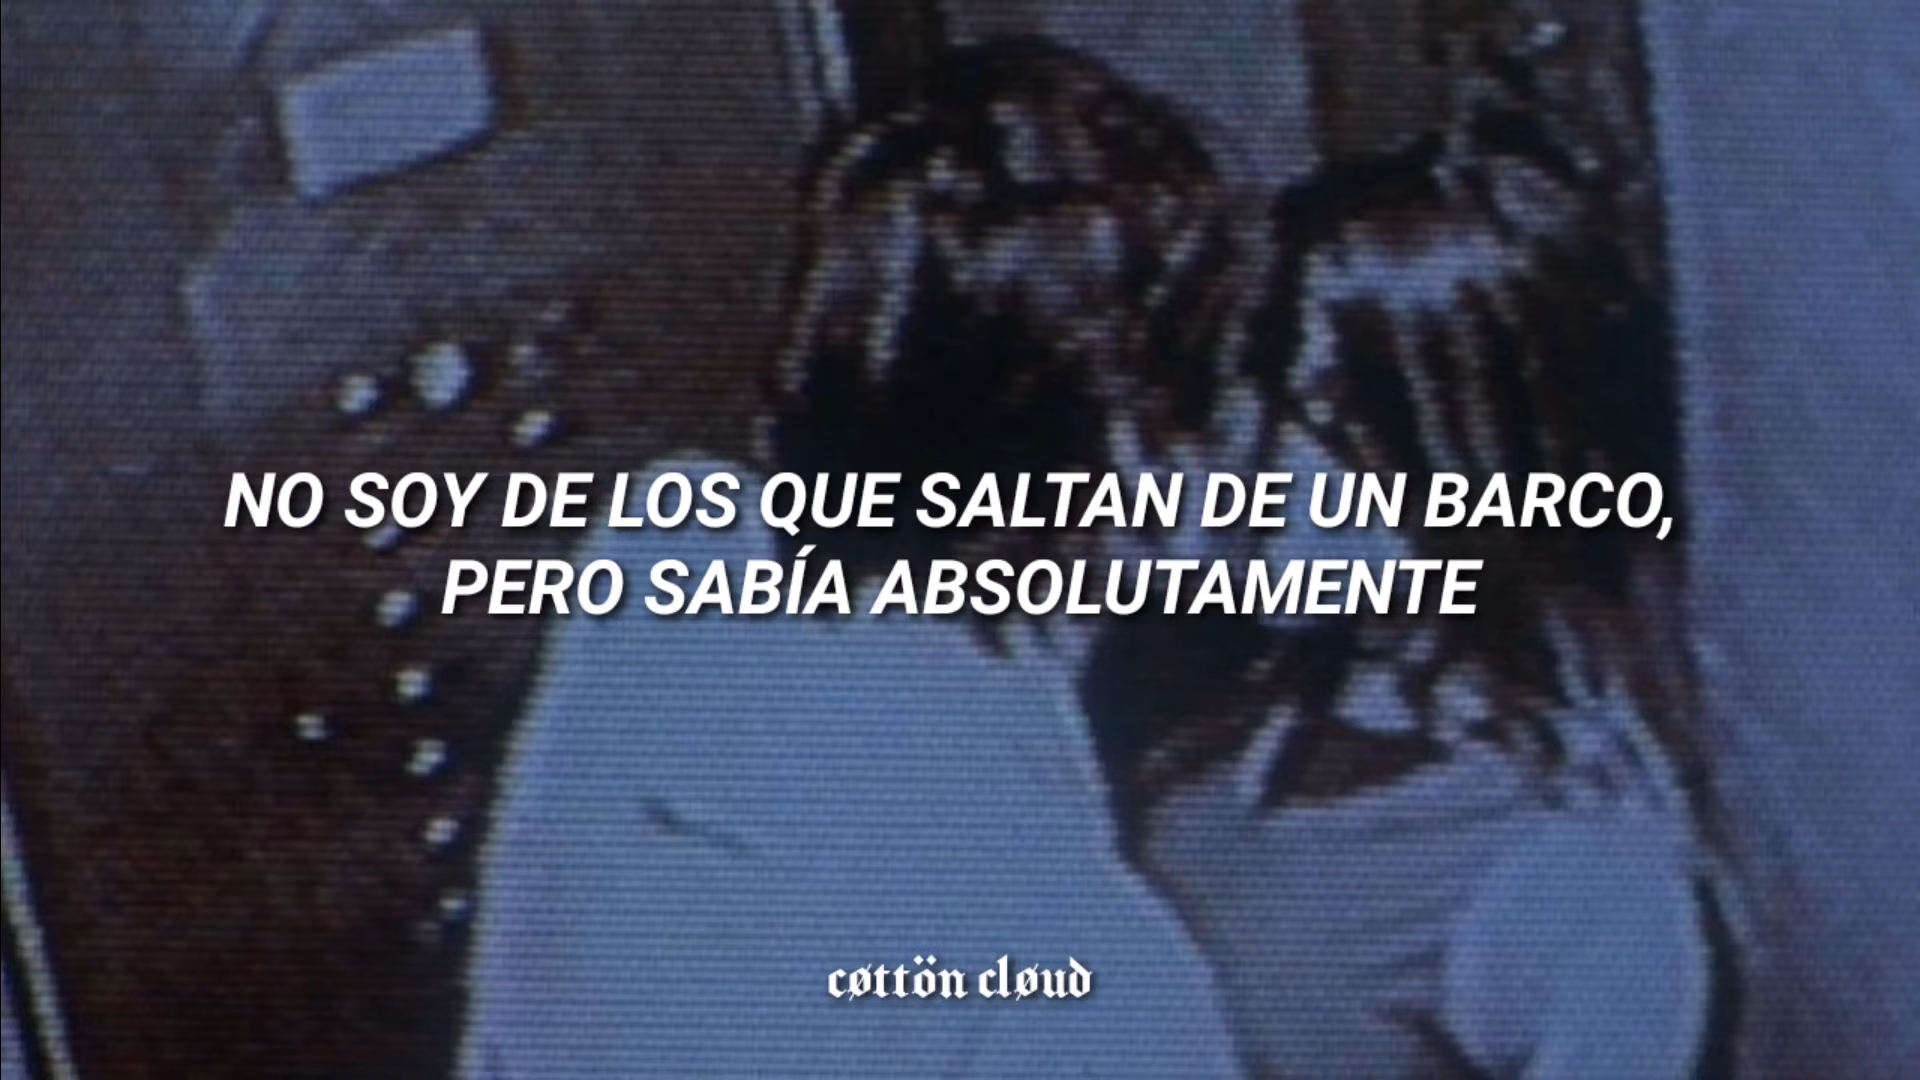 NO SOY DE LOS QUE SALTAN DE UN BARCO,
PERO SABÍA ABSOLUTAMENTE
cøttön cløud